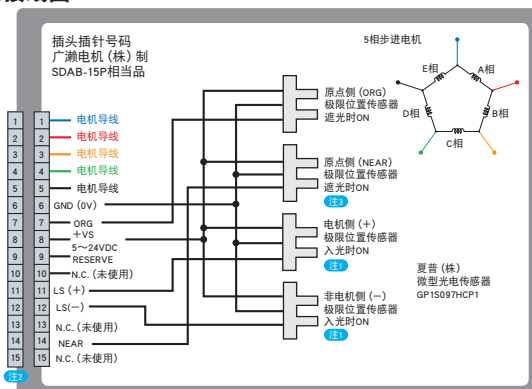 插头插针号码
广濑电机（株）制
SDAB-15P相当品
1 1 电机导线
2 2 电机导线
3 3 电机导线
4 4 电机导线
5 5 电机导线
6 6 GND (0V)
7 7 ORG
8 8 +VS
5～24VDC
9 9 RESERVE
10 10 N.C.（未使用）
11 11 LS (+)
12 12 LS(−)
13 13 N.C.（未使用）
14 14 NEAR
15 15 N.C.（未使用）
注2
原点侧 (ORG)
极限位置传感器
遮光时ON
原点侧 (NEAR)
极限位置传感器
遮光时ON
注3
电机侧 (+)
极限位置传感器
入光时ON
注1
非电机侧 (−)
极限位置传感器
入光时ON
注1
5相步进电机
E相
A相
D相
B相
C相
夏普（株）
微型光电传感器
GP1S097HCP1